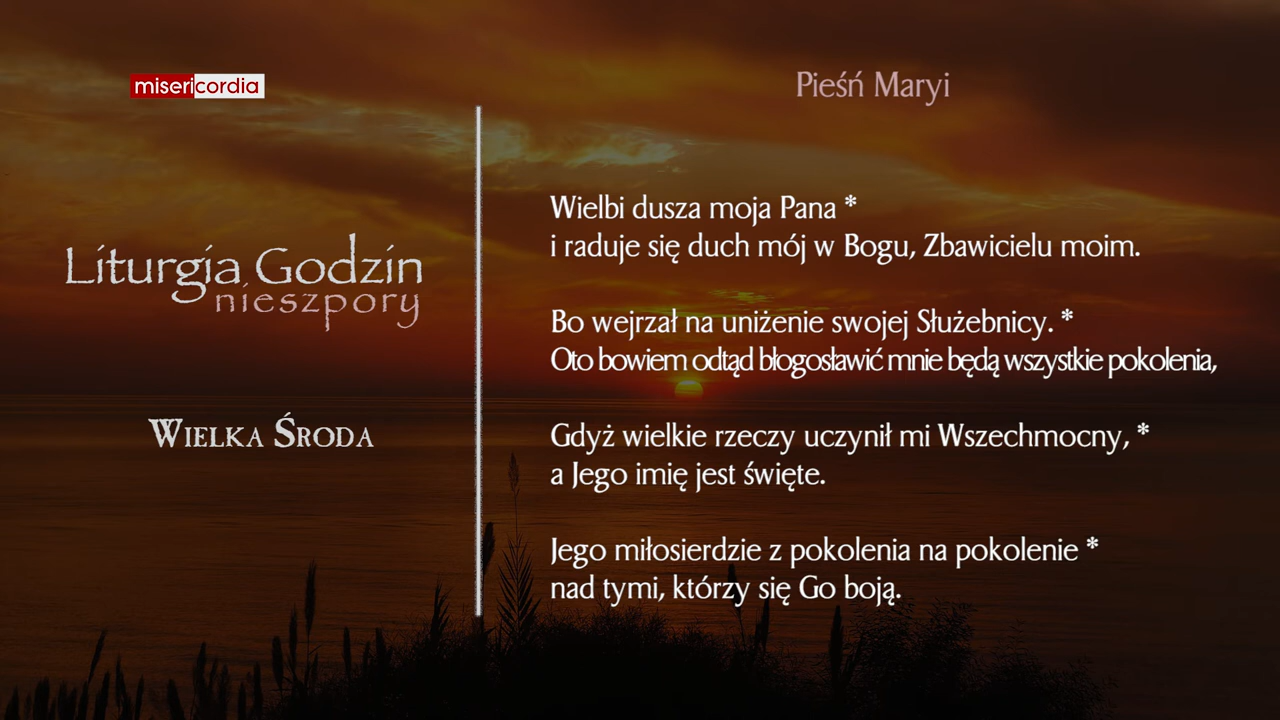 misericordia
Liturgia Godzin
nieszpory
Wielka Środa
Pieśń Maryi
Wielbi dusza moja Pana *
i raduje się duch mój w Bogu, Zbawicielu moim.
Bo wejrzał na uniżenie swojej Służebnicy. *
Oto bowiem odtąd błogosławić mnie będą wszystkie pokolenia,
Gdyż wielkie rzeczy uczynił mi Wszechmocny, *
a Jego imię jest święte.
Jego miłosierdzie z pokolenia na pokolenie *
nad tymi, którzy się Go boją.